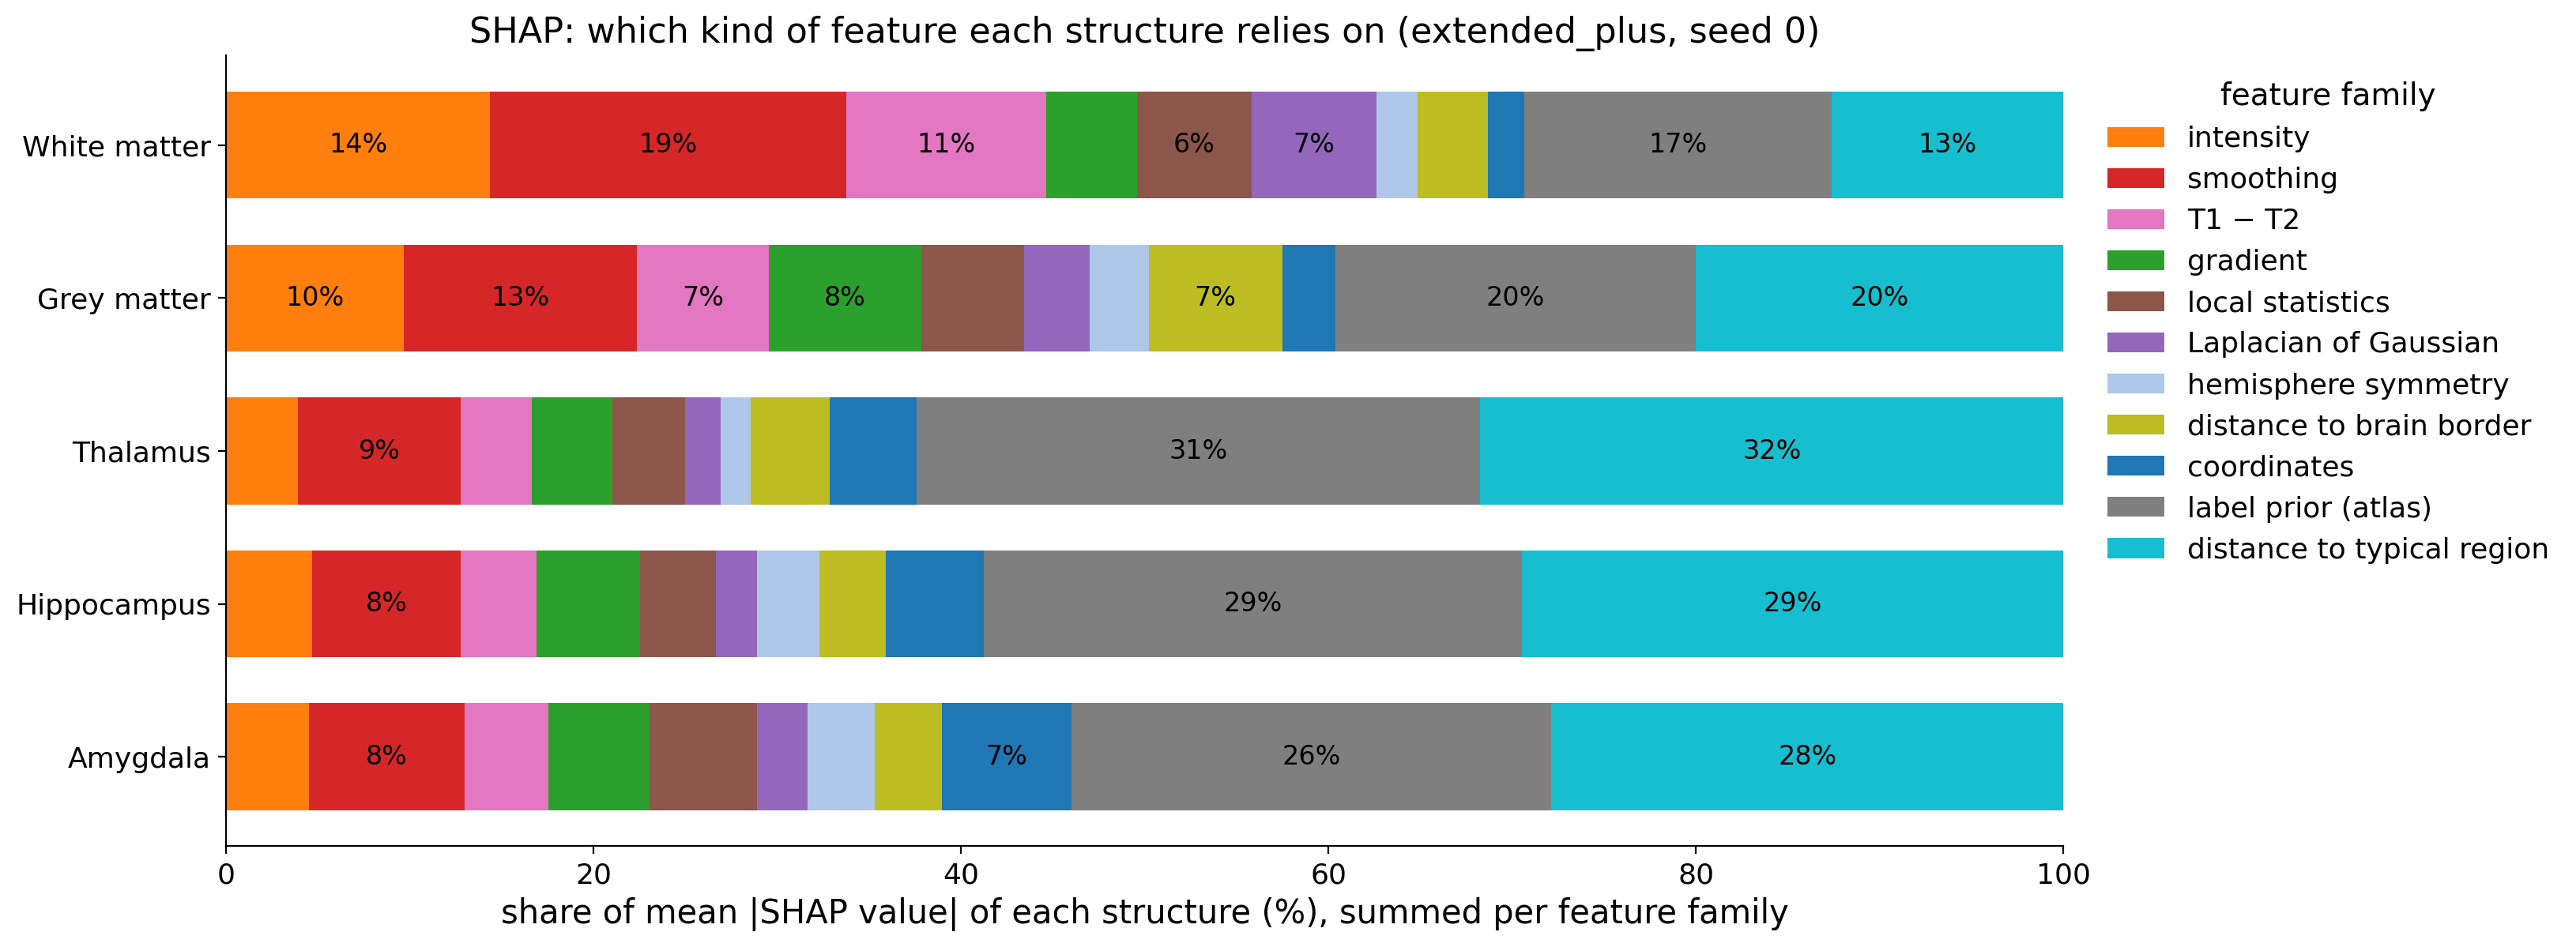 SHAP: which kind of feature each structure relies on (extended_plus, seed 0)
White matter
14%
19%
11%
6%
7%
17%
13%
Grey matter
10%
13%
7%
8%
7%
20%
20%
Thalamus
9%
31%
32%
Hippocampus
8%
29%
29%
Amygdala
8%
7%
26%
28%
0
20
40
60
80
100
share of mean |SHAP value| of each structure (%), summed per feature family
feature family
intensity
smoothing
T1 − T2
gradient
local statistics
Laplacian of Gaussian
hemisphere symmetry
distance to brain border
coordinates
label prior (atlas)
distance to typical region